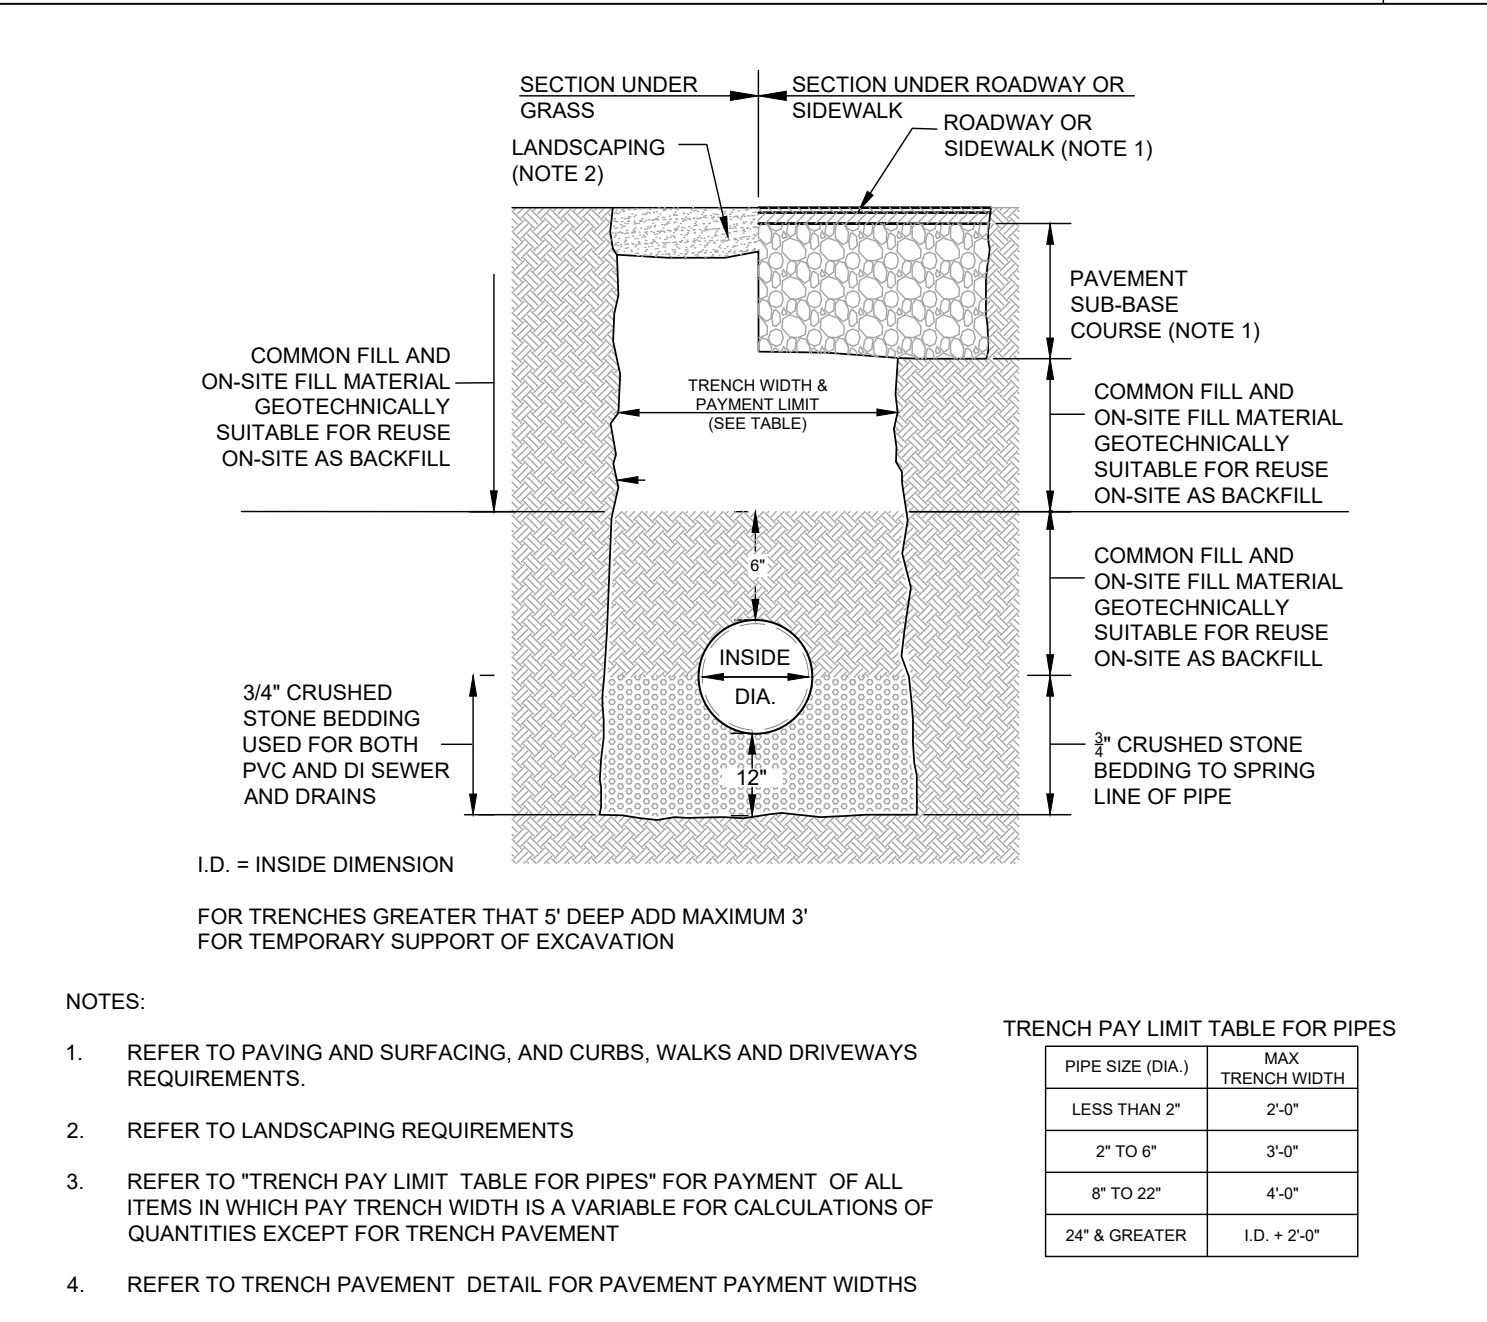 SECTION UNDER
GRASS
SECTION UNDER ROADWAY OR
SIDEWALK
ROADWAY OR
SIDEWALK (NOTE 1)
LANDSCAPING
(NOTE 2)
PAVEMENT
SUB-BASE
COURSE (NOTE 1)
COMMON FILL AND
ON-SITE FILL MATERIAL
GEOTECHNICALLY
SUITABLE FOR REUSE
ON-SITE AS BACKFILL
TRENCH WIDTH &
PAYMENT LIMIT
(SEE TABLE)
COMMON FILL AND
ON-SITE FILL MATERIAL
GEOTECHNICALLY
SUITABLE FOR REUSE
ON-SITE AS BACKFILL
6"
COMMON FILL AND
ON-SITE FILL MATERIAL
GEOTECHNICALLY
SUITABLE FOR REUSE
ON-SITE AS BACKFILL
INSIDE
DIA.
3/4" CRUSHED
STONE BEDDING
USED FOR BOTH
PVC AND DI SEWER
AND DRAINS
12"
3/4" CRUSHED STONE
BEDDING TO SPRING
LINE OF PIPE
I.D. = INSIDE DIMENSION
FOR TRENCHES GREATER THAT 5' DEEP ADD MAXIMUM 3'
FOR TEMPORARY SUPPORT OF EXCAVATION
NOTES:
1. REFER TO PAVING AND SURFACING, AND CURBS, WALKS AND DRIVEWAYS
REQUIREMENTS.
2. REFER TO LANDSCAPING REQUIREMENTS
3. REFER TO "TRENCH PAY LIMIT TABLE FOR PIPES" FOR PAYMENT OF ALL
ITEMS IN WHICH PAY TRENCH WIDTH IS A VARIABLE FOR CALCULATIONS OF
QUANTITIES EXCEPT FOR TRENCH PAVEMENT
4. REFER TO TRENCH PAVEMENT DETAIL FOR PAVEMENT PAYMENT WIDTHS
TRENCH PAY LIMIT TABLE FOR PIPES
PIPE SIZE (DIA.) MAX
TRENCH WIDTH
LESS THAN 2" 2'-0"
2" TO 6" 3'-0"
8" TO 22" 4'-0"
24" & GREATER I.D. + 2'-0"